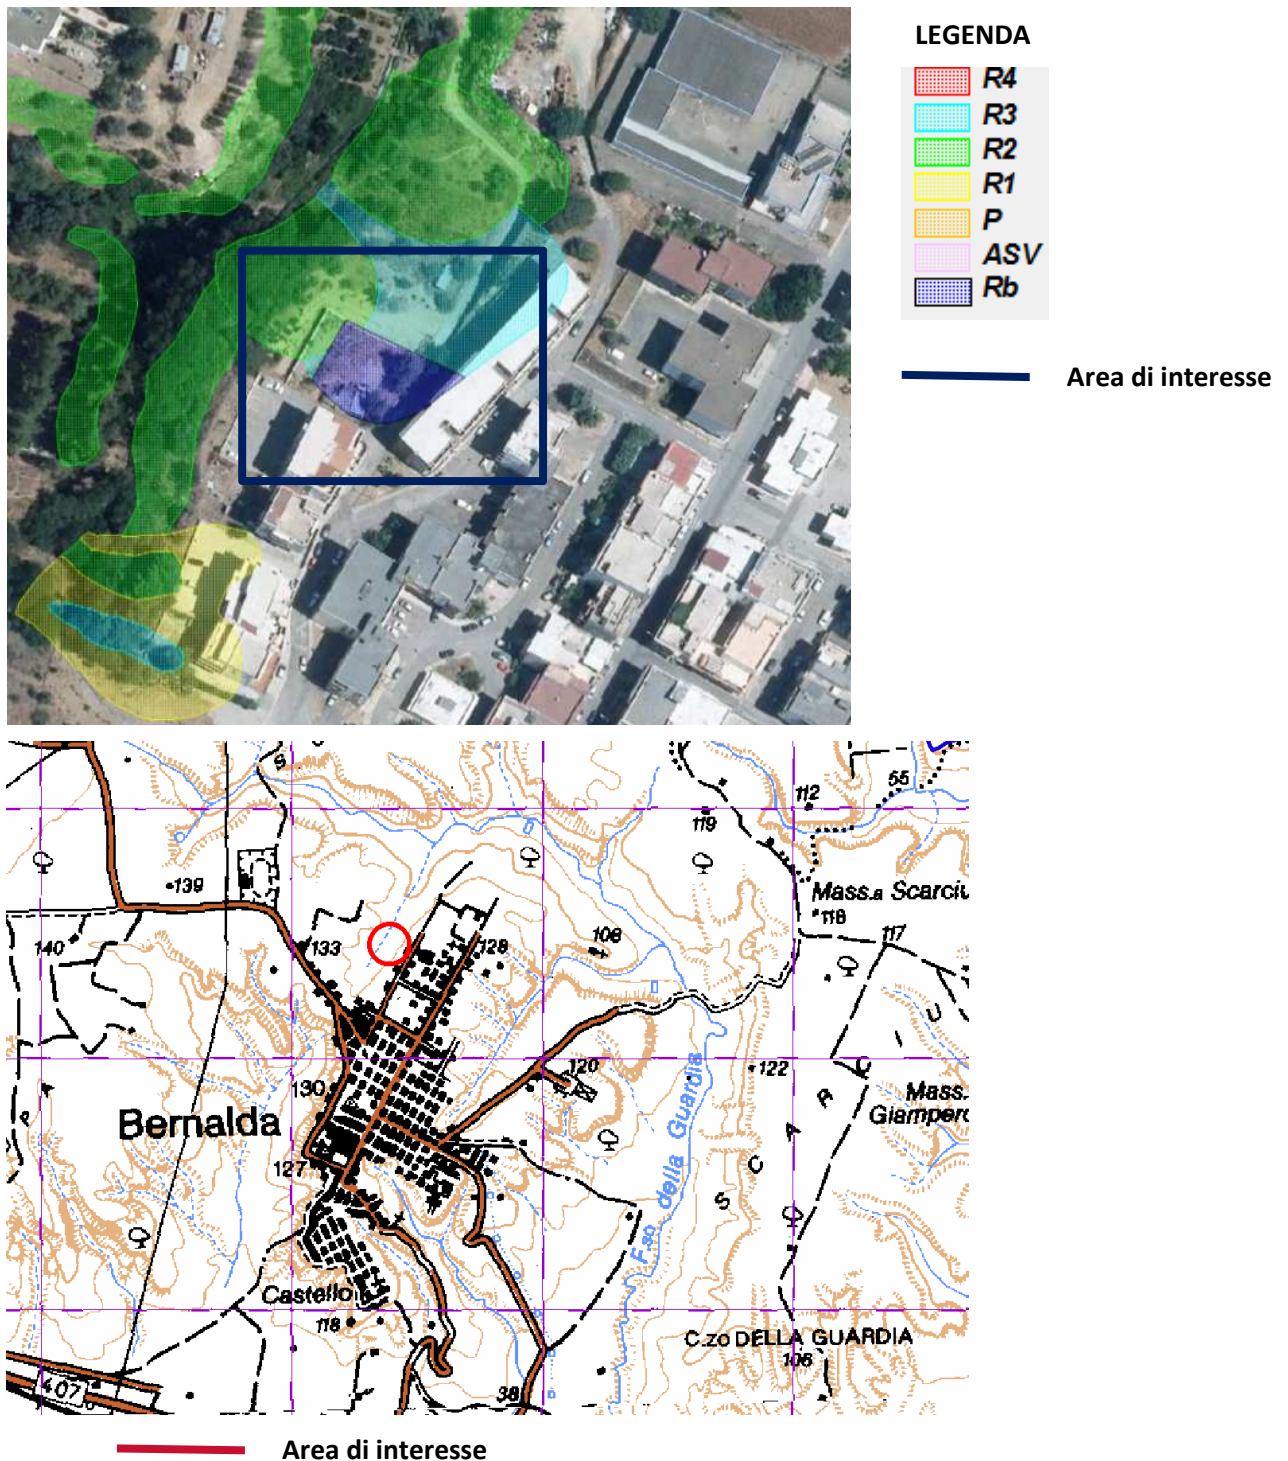 LEGENDA
R4
R3
R2
R1
P
ASV
Rb
Area di interesse
S
55
112
119
139
Mass.a Scarciu
118
140
133
128
106
117
U
I
C
120
122
A
R
Mass.
Giamperd
130
Bernalda
A
127
C
S
F.so della Guardia
Castello
118
C.zo DELLA GUARDIA
106
407
38
Area di interesse